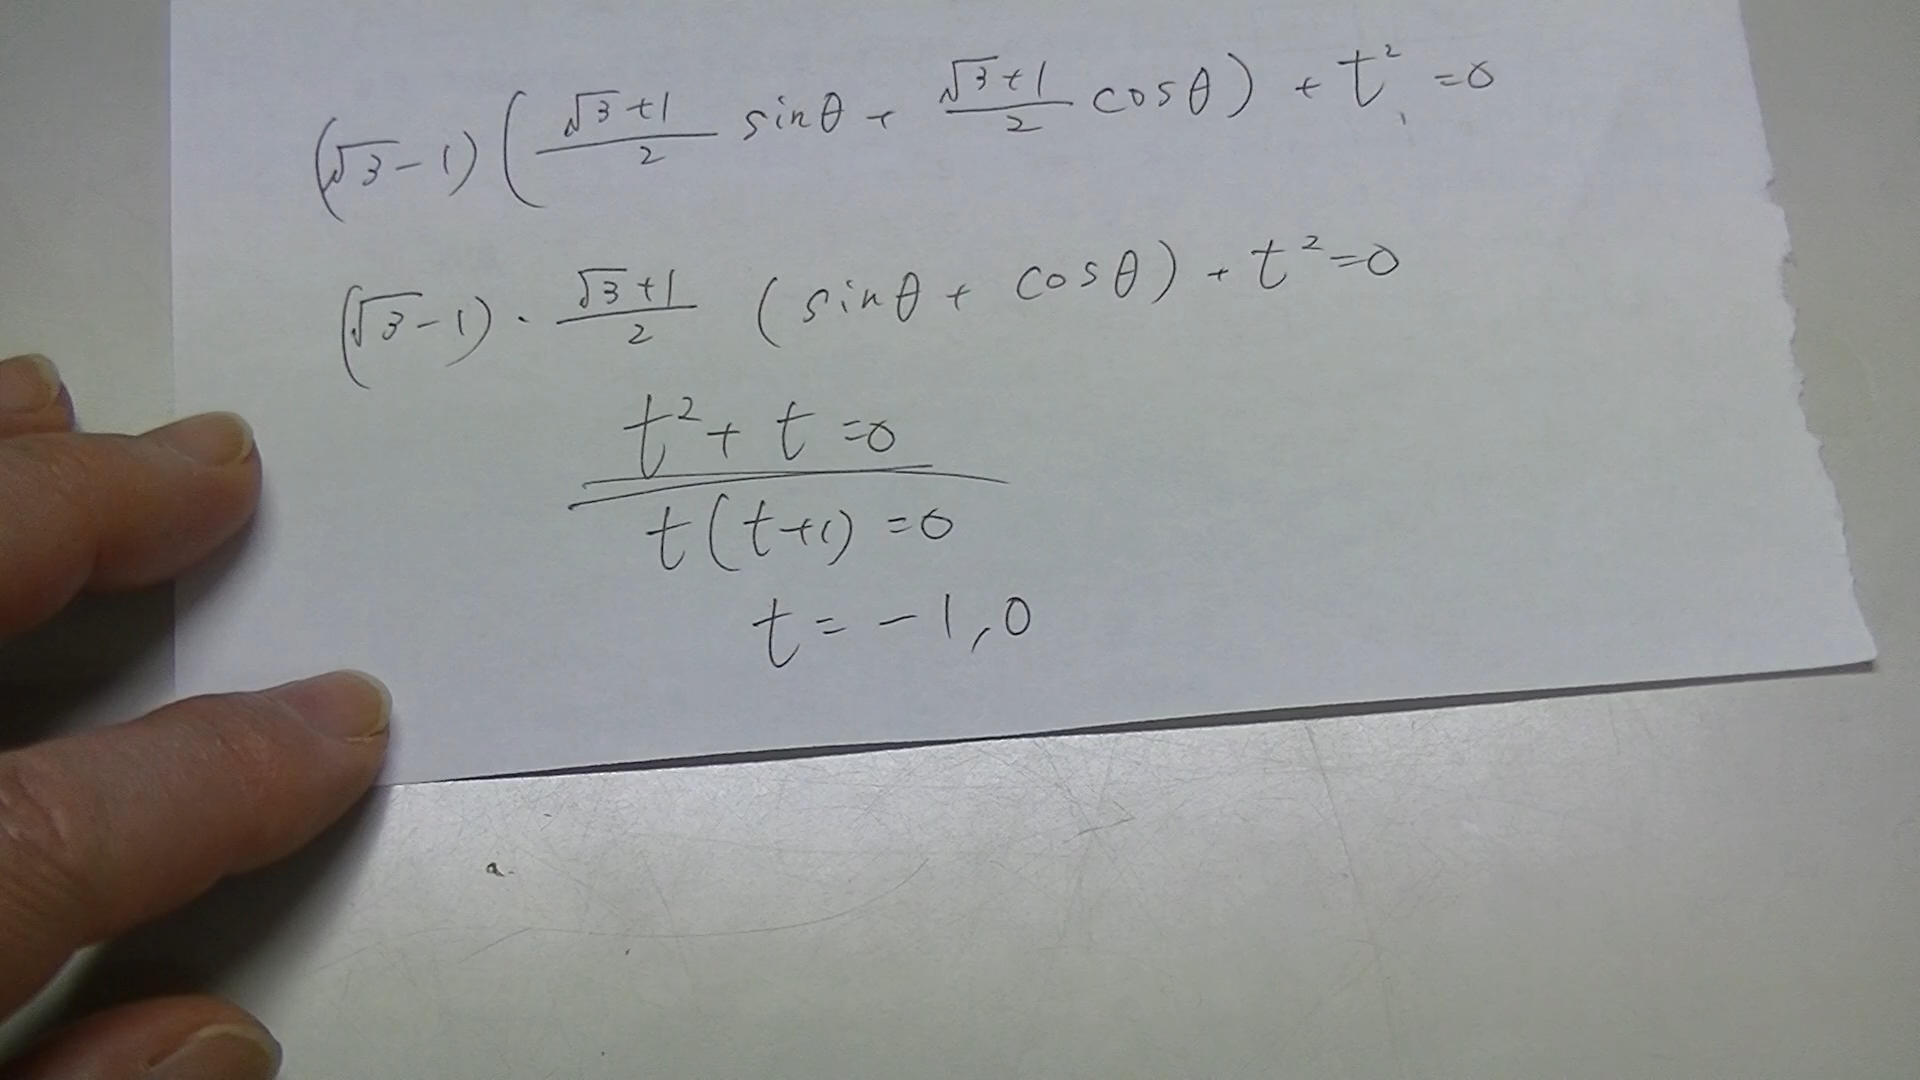 (√3-1)(√3+1/2 sinθ + √3+1/2 cosθ) + t² =0
(√3-1)・√3+1/2 (sinθ + cosθ) + t²=0
t²+ t =0
t(t+1) =0
t= -1,0